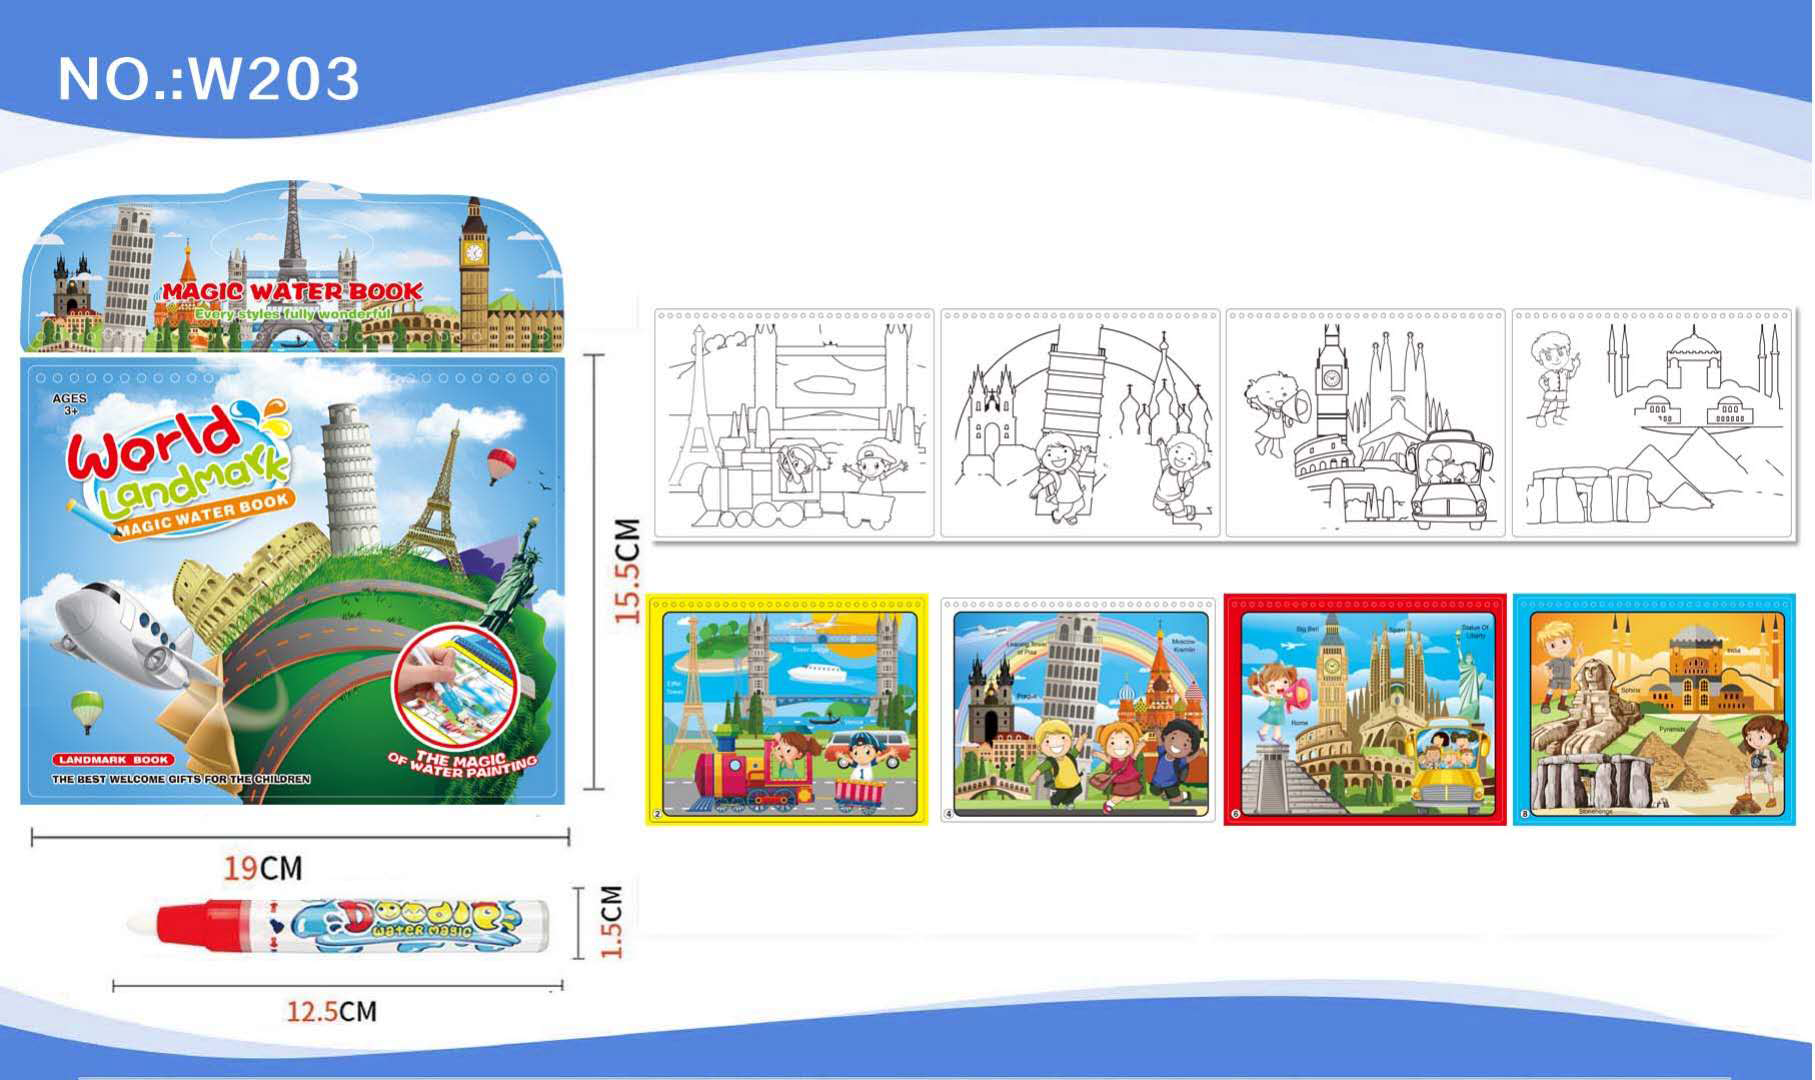 NO.:W203
MAGIC WATER BOOK
Every styles fully wonderful
AGES
3+
World
Landmark
MAGIC WATER BOOK
LANDMARK BOOK
THE BEST WELCOME GIFTS FOR THE CHILDREN
THE MAGIC
OF WATER PAINTING
15.5CM
19CM
Doodle
WATER MAGIC
1.5CM
12.5CM
Eiffel
Tower
Tower Bridge
Venice
2
Leaning Tower
of Pisa
Prague
Moscow
Kremlin
4
Big Ben
Spain
Statue Of
Liberty
Rome
6
India
Sphinx
Pyramids
Stonehenge
8